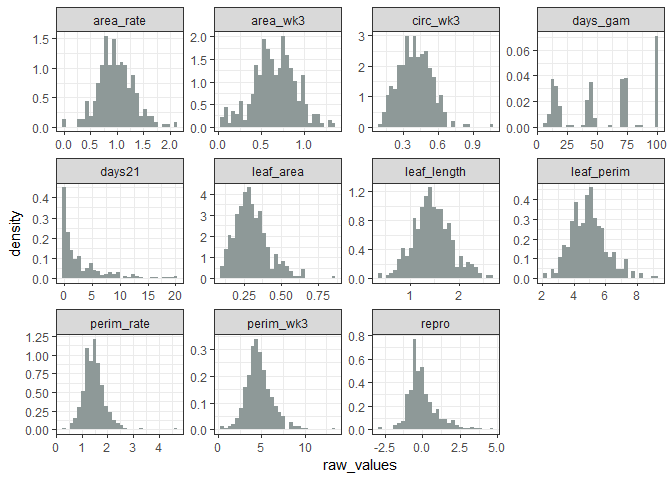 area_rate area_wk3 circ_wk3 days_gam
1.5 1.0 0.5 0.0
2.0 1.5 1.0 0.5 0.0
3 2 1 0
0.06 0.04 0.02 0.00
0.0 0.5 1.0 1.5 2.0
0.0 0.5 1.0
0.3 0.6 0.9
0 25 50 75 100
days21 leaf_area leaf_length leaf_perim
0.4 0.3 0.2 0.1 0.0
4 3 2 1 0
1.2 0.8 0.4 0.0
0.4 0.3 0.2 0.1 0.0
0 5 10 15 20
0.25 0.50 0.75
1 2
2 4 6 8
density
perim_rate perim_wk3 repro
1.25 1.00 0.75 0.50 0.25 0.00
0.3 0.2 0.1 0.0
0.8 0.6 0.4 0.2 0.0
0 1 2 3 4
0 5 10
-2.5 0.0 2.5 5.0
raw_values